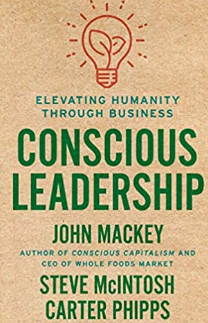 ELEVATING HUMANITY
THROUGH BUSINESS
CONSCIOUS
LEADERSHIP
JOHN MACKEY
AUTHOR OF CONSCIOUS CAPITALISM AND
CEO OF WHOLE FOODS MARKET
STEVE McINTOSH
CARTER PHIPPS